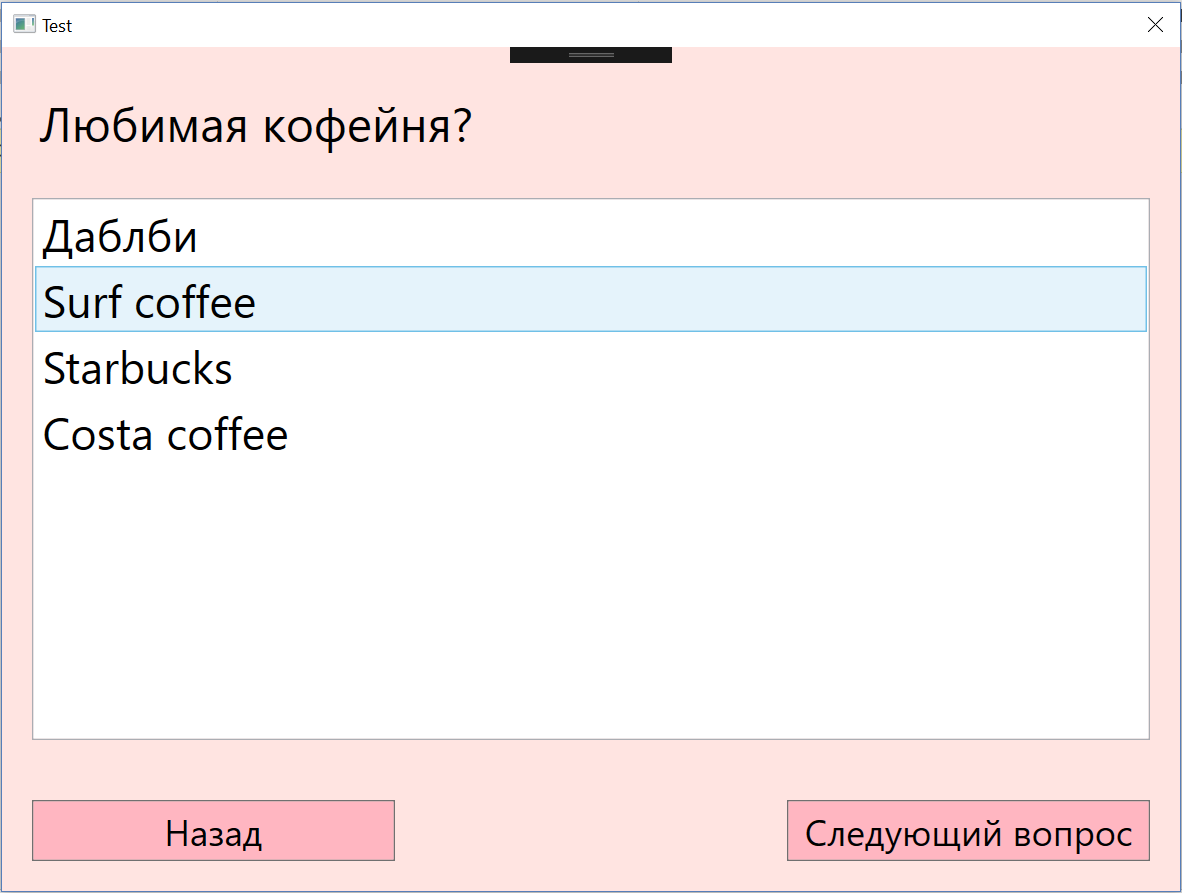 Test
Любимая кофейня?
Даблби
Surf coffee
Starbucks
Costa coffee
Назад
Следующий вопрос